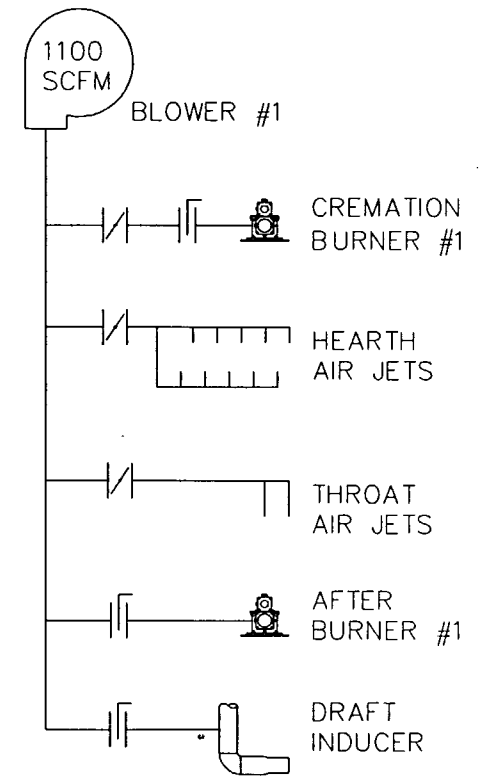 1100
SCFM
BLOWER #1
CREMATION
BURNER #1
HEARTH
AIR JETS
THROAT
AIR JETS
AFTER
BURNER #1
DRAFT
INDUCER